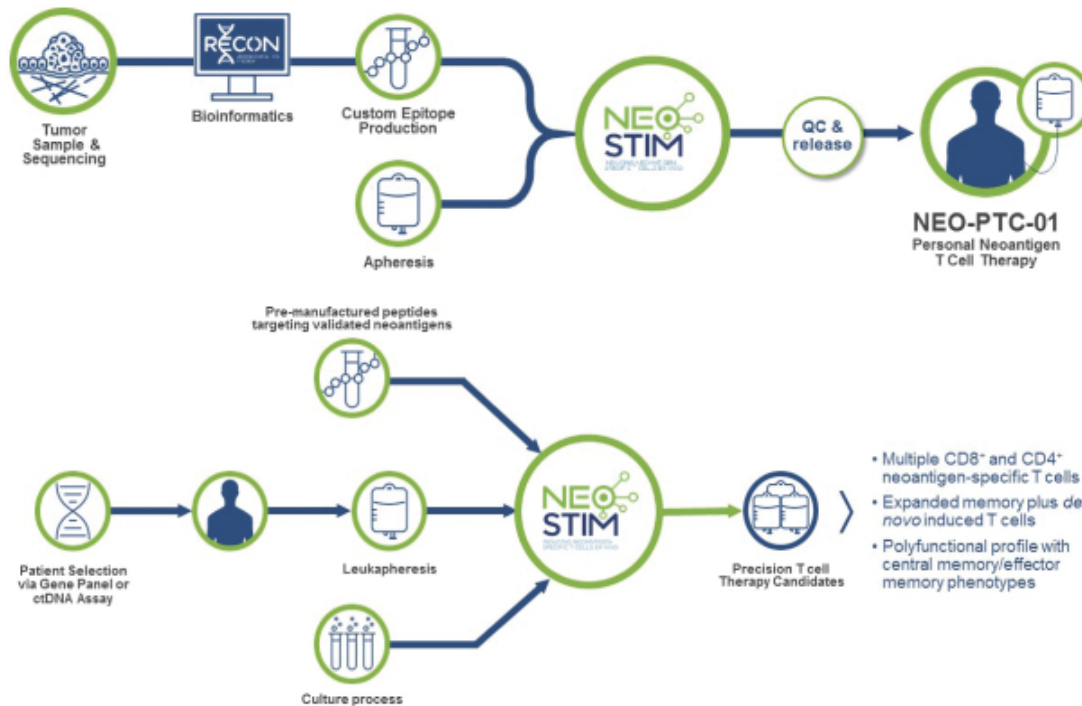 RECON
Bioinformatics
Tumor
Sample &
Sequencing
Custom Epitope
Production
Apheresis
NEO
STIM
QC &
release
NEO-PTC-01
Personal Neoantigen
T Cell Therapy
Pre-manufactured peptides
targeting validated neoantigens
Patient Selection
via Gene Panel or
ctDNA Assay
Leukapheresis
Culture process
NEO
STIM
Precision T cell
Therapy Candidates
• Multiple CD8+ and CD4+
neoantigen-specific T cells
• Expanded memory plus de
novo induced T cells
• Polyfunctional profile with
central memory/effector
memory phenotypes